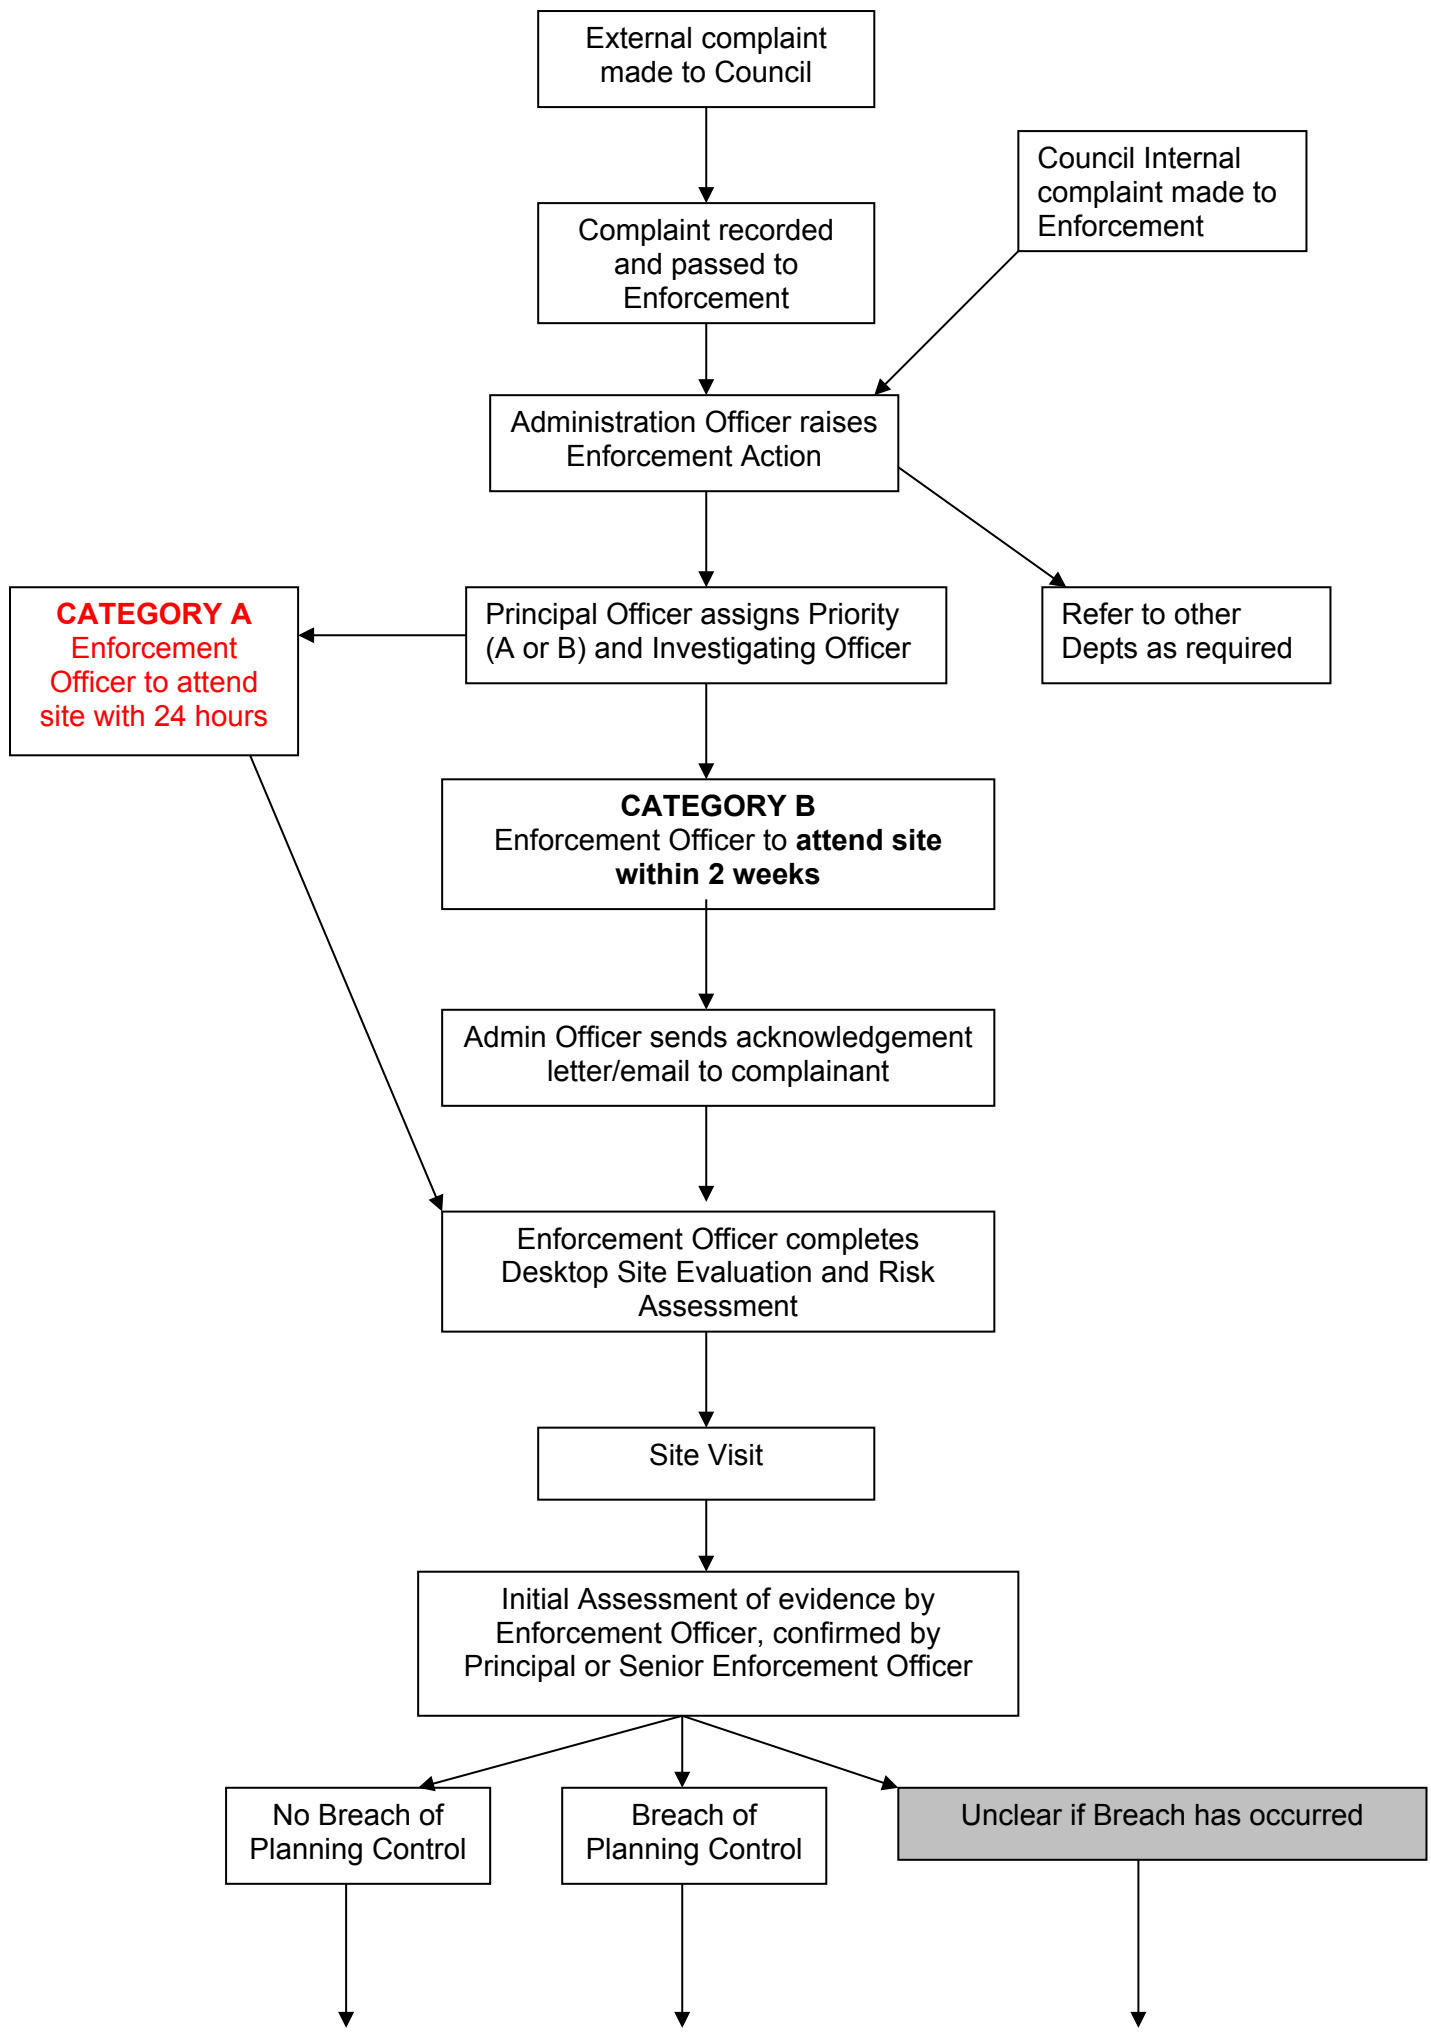 External complaint
made to Council
Council Internal
complaint made to
Enforcement
Complaint recorded
and passed to
Enforcement
Administration Officer raises
Enforcement Action
CATEGORY A
Enforcement
Officer to attend
site with 24 hours
Principal Officer assigns Priority
(A or B) and Investigating Officer
Refer to other
Depts as required
CATEGORY B
Enforcement Officer to attend site
within 2 weeks
Admin Officer sends acknowledgement
letter/email to complainant
Enforcement Officer completes
Desktop Site Evaluation and Risk
Assessment
Site Visit
Initial Assessment of evidence by
Enforcement Officer, confirmed by
Principal or Senior Enforcement Officer
No Breach of
Planning Control
Breach of
Planning Control
Unclear if Breach has occurred